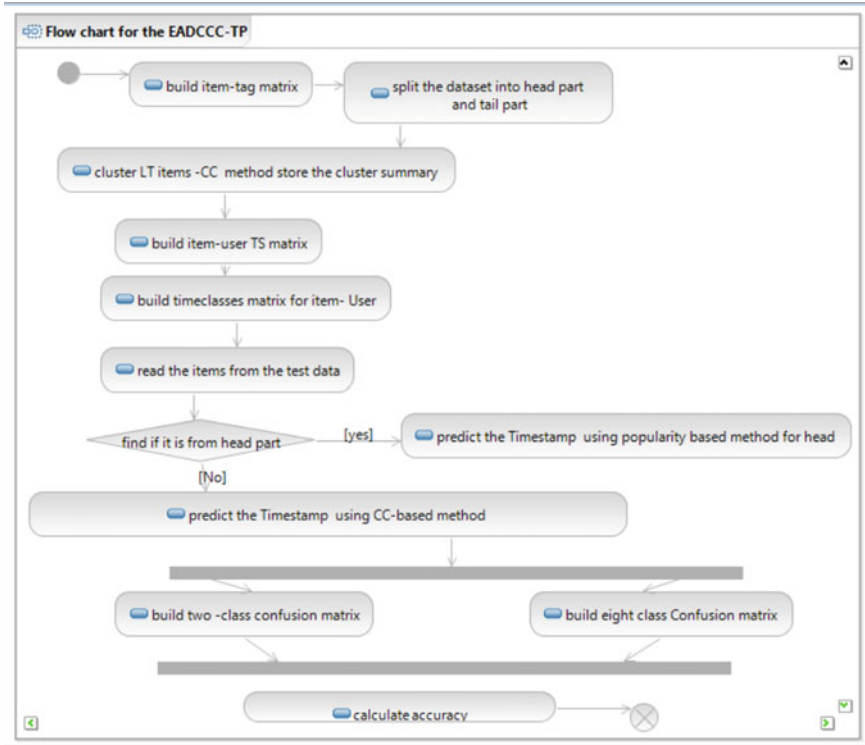 Flow chart for the EADCCC-TP
build item-tag matrix
split the dataset into head part
and tail part
cluster LT items -CC method store the cluster summary
build item-user TS matrix
build timeclasses matrix for item- User
read the items from the test data
find if it is from head part
[yes]
predict the Timestamp using popularity based method for head
[No]
predict the Timestamp using CC-based method
build two -class confusion matrix
build eight class Confusion matrix
calculate accuracy